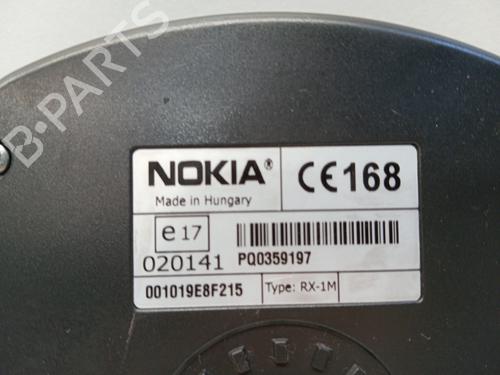 B-PARTS
NOKIA®
CE168
Made in Hungary
e17
020141
PQ0359197
001019E8F215
Type: RX-1M